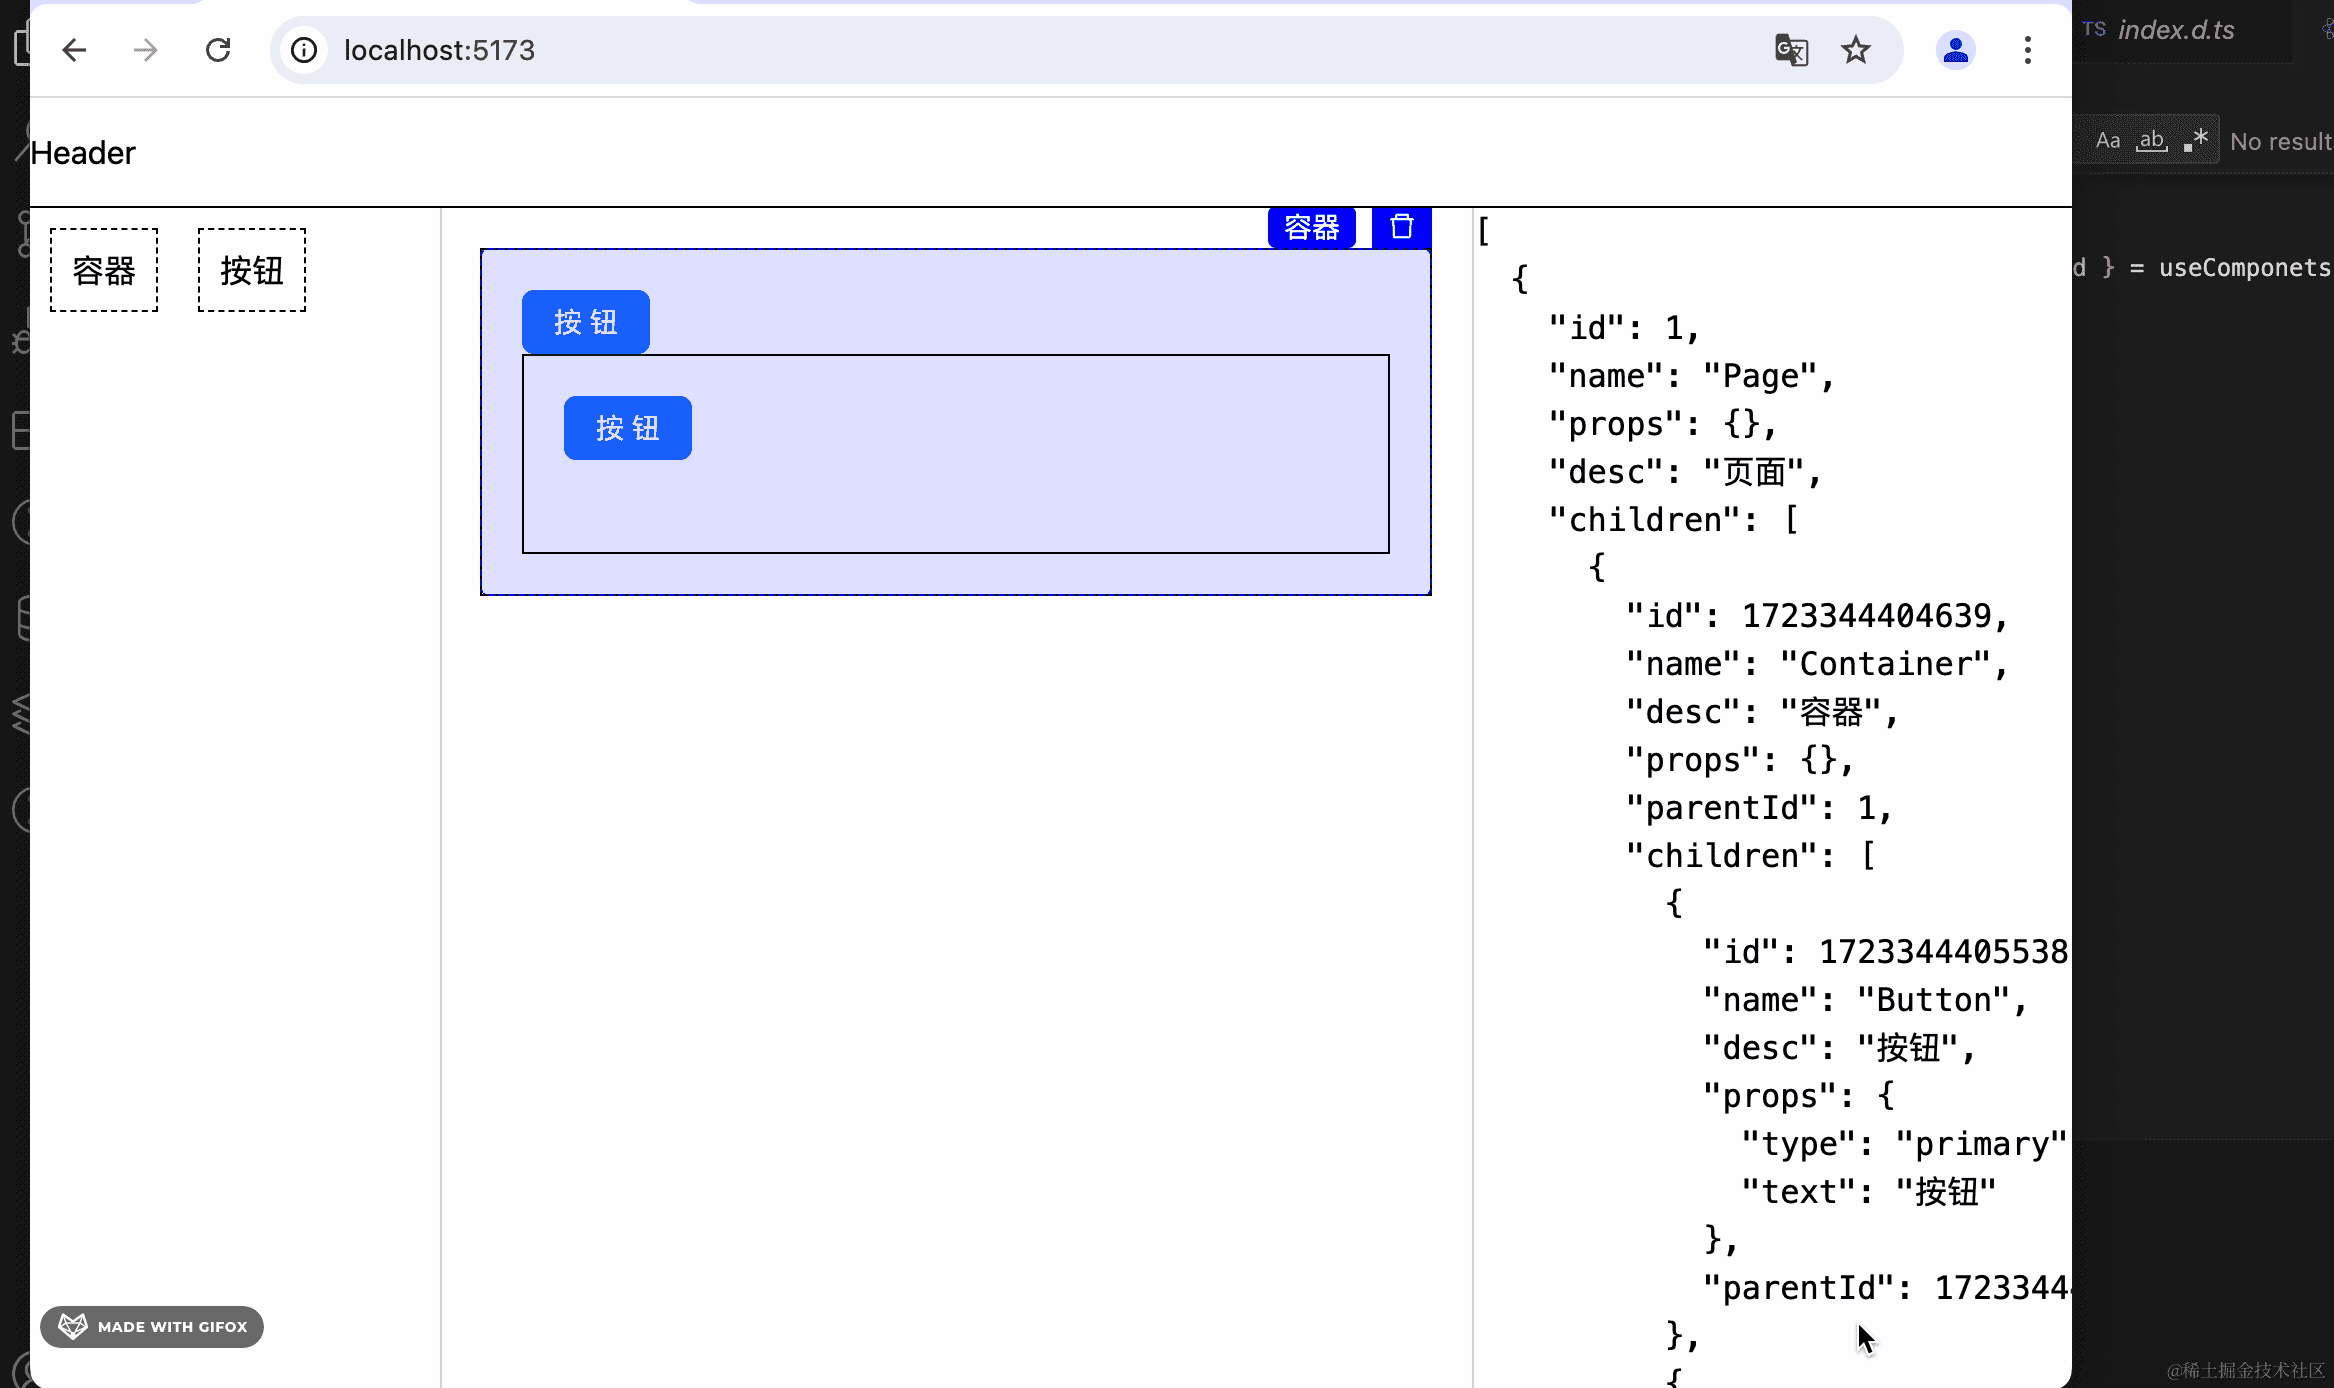 localhost:5173
TS index.d.ts
Aa ab .* No result
Header
容器 按钮
容器
按 钮
按 钮
d } = useComponets
[
{
"id": 1,
"name": "Page",
"props": {},
"desc": "页面",
"children": [
{
"id": 1723344404639,
"name": "Container",
"desc": "容器",
"props": {},
"parentId": 1,
"children": [
{
"id": 1723344405538
"name": "Button",
"desc": "按钮",
"props": {
"type": "primary"
"text": "按钮"
},
"parentId": 1723344
},
{
MADE WITH GIFOX
@稀土掘金技术社区